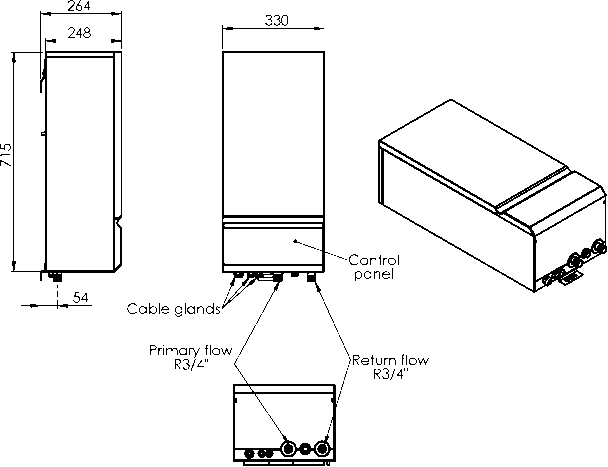 264
248
330
715
Control
panel
54
Cable glands
Primary flow
R3/4"
Return flow
R3/4"